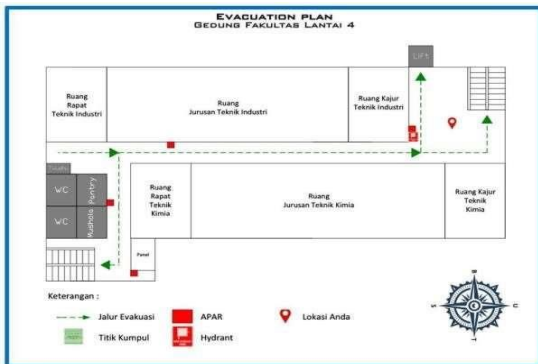 EVACUATION PLAN
GEDUNG FAKULTAS LANTAI 4
LIFT
Ruang
Rapat
Teknik Industri
Ruang
Jurusan Teknik Industri
Ruang Kajur
Teknik Industri
WC
Pantry
WC
Mushola
Ruang
Rapat
Teknik
Kimia
Ruang
Jurusan Teknik Kimia
Ruang Kajur
Teknik
Kimia
Panel
Keterangan :
Jalur Evakuasi
APAR
Lokasi Anda
Titik Kumpul
Hydrant
B
S
U
T